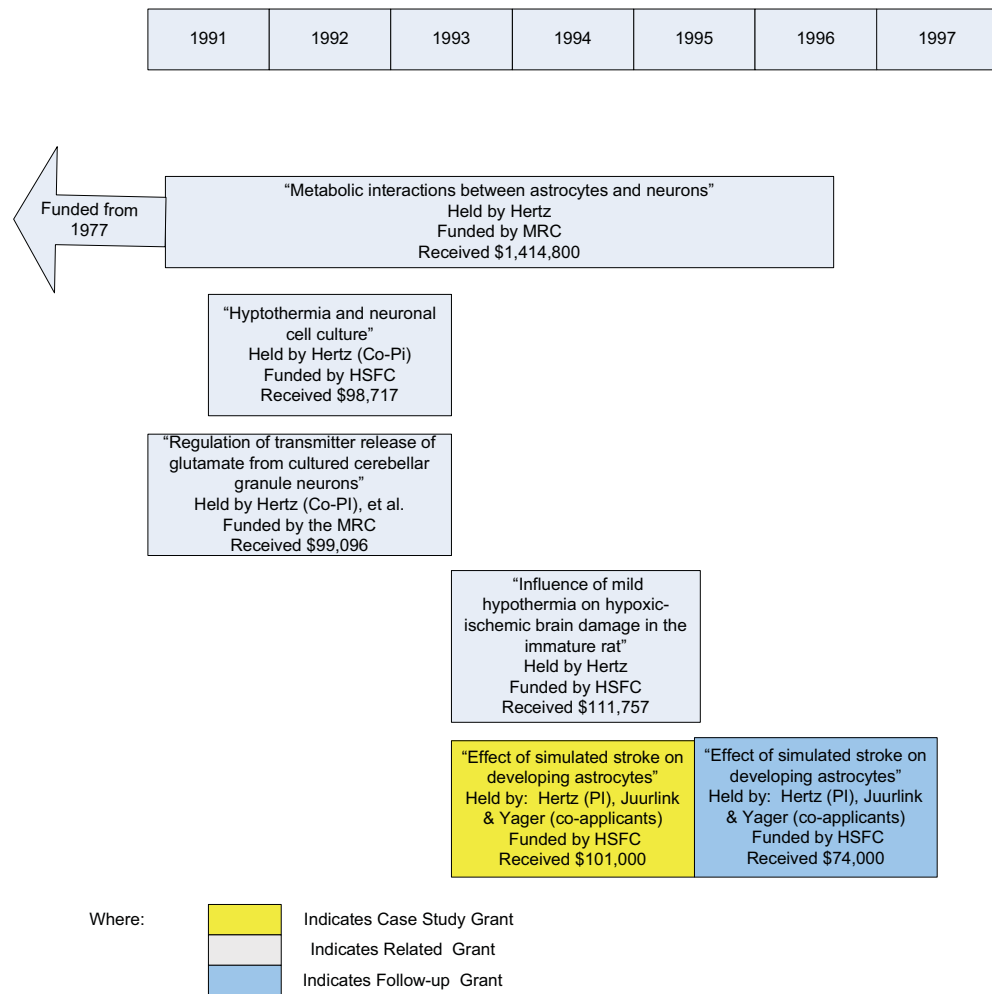 1991 1992 1993 1994 1995 1996 1997
Funded from
1977
“Metabolic interactions between astrocytes and neurons”
Held by Hertz
Funded by MRC
Received $1,414,800
“Hyptothermia and neuronal
cell culture”
Held by Hertz (Co-Pi)
Funded by HSFC
Received $98,717
“Regulation of transmitter release of
glutamate from cultured cerebellar
granule neurons”
Held by Hertz (Co-PI), et al.
Funded by the MRC
Received $99,096
“Influence of mild
hypothermia on hypoxic-
ischemic brain damage in the
immature rat”
Held by Hertz
Funded by HSFC
Received $111,757
“Effect of simulated stroke on
developing astrocytes”
Held by:  Hertz (PI), Juurlink
& Yager (co-applicants)
Funded by HSFC
Received $101,000
“Effect of simulated stroke on
developing astrocytes”
Held by:  Hertz (PI), Juurlink
& Yager (co-applicants)
Funded by HSFC
Received $74,000
Where:
Indicates Case Study Grant
Indicates Related  Grant
Indicates Follow-up  Grant